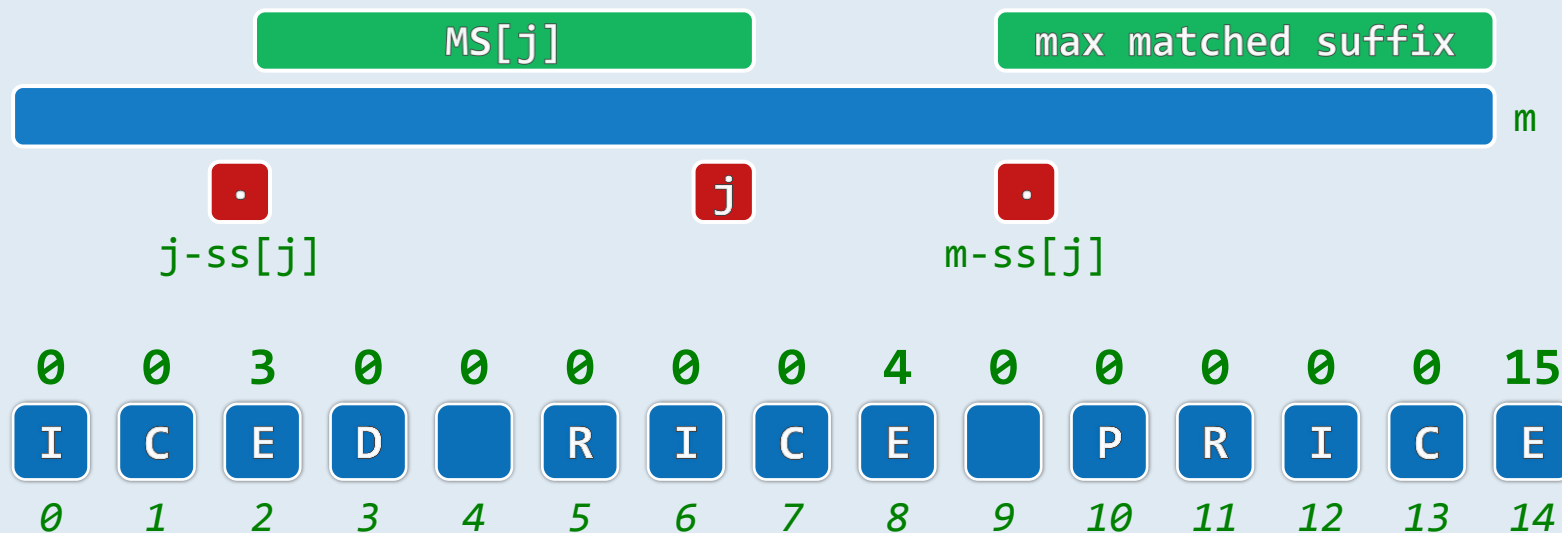 MS[j] max matched suffix
m
. j .
j-ss[j] m-ss[j]
0 0 3 0 0 0 0 0 4 0 0 0 0 0 15
I C E D R I C E P R I C E
0 1 2 3 4 5 6 7 8 9 10 11 12 13 14